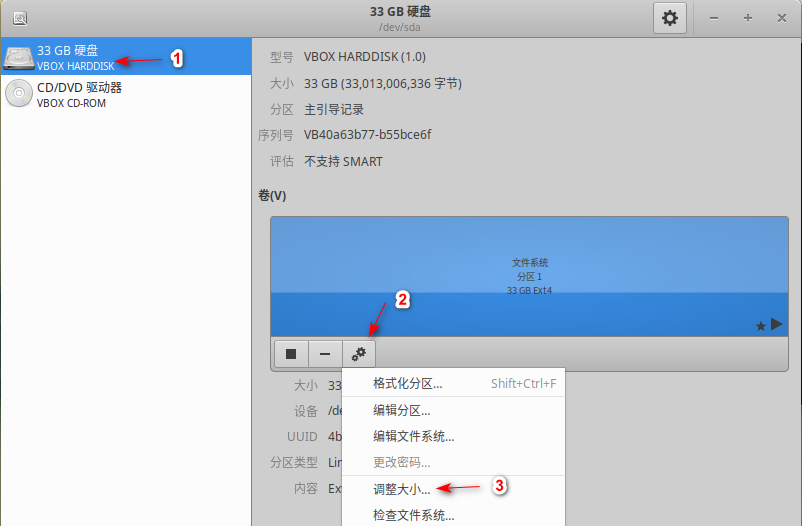 33 GB 硬盘
/dev/sda
33 GB 硬盘
VBOX HARDDISK
1
CD/DVD 驱动器
VBOX CD-ROM
型号 VBOX HARDDISK (1.0)
大小 33 GB (33,013,006,336 字节)
分区 主引导记录
序列号 VB40a63b77-b55bce6f
评估 不支持 SMART
卷(V)
文件系统
分区 1
33 GB Ext4
2
大小 33
设备 /de
UUID 4b
分区类型 Lin
内容 Ex
格式化分区... Shift+Ctrl+F
编辑分区...
编辑文件系统...
更改密码...
调整大小...
3
检查文件系统...